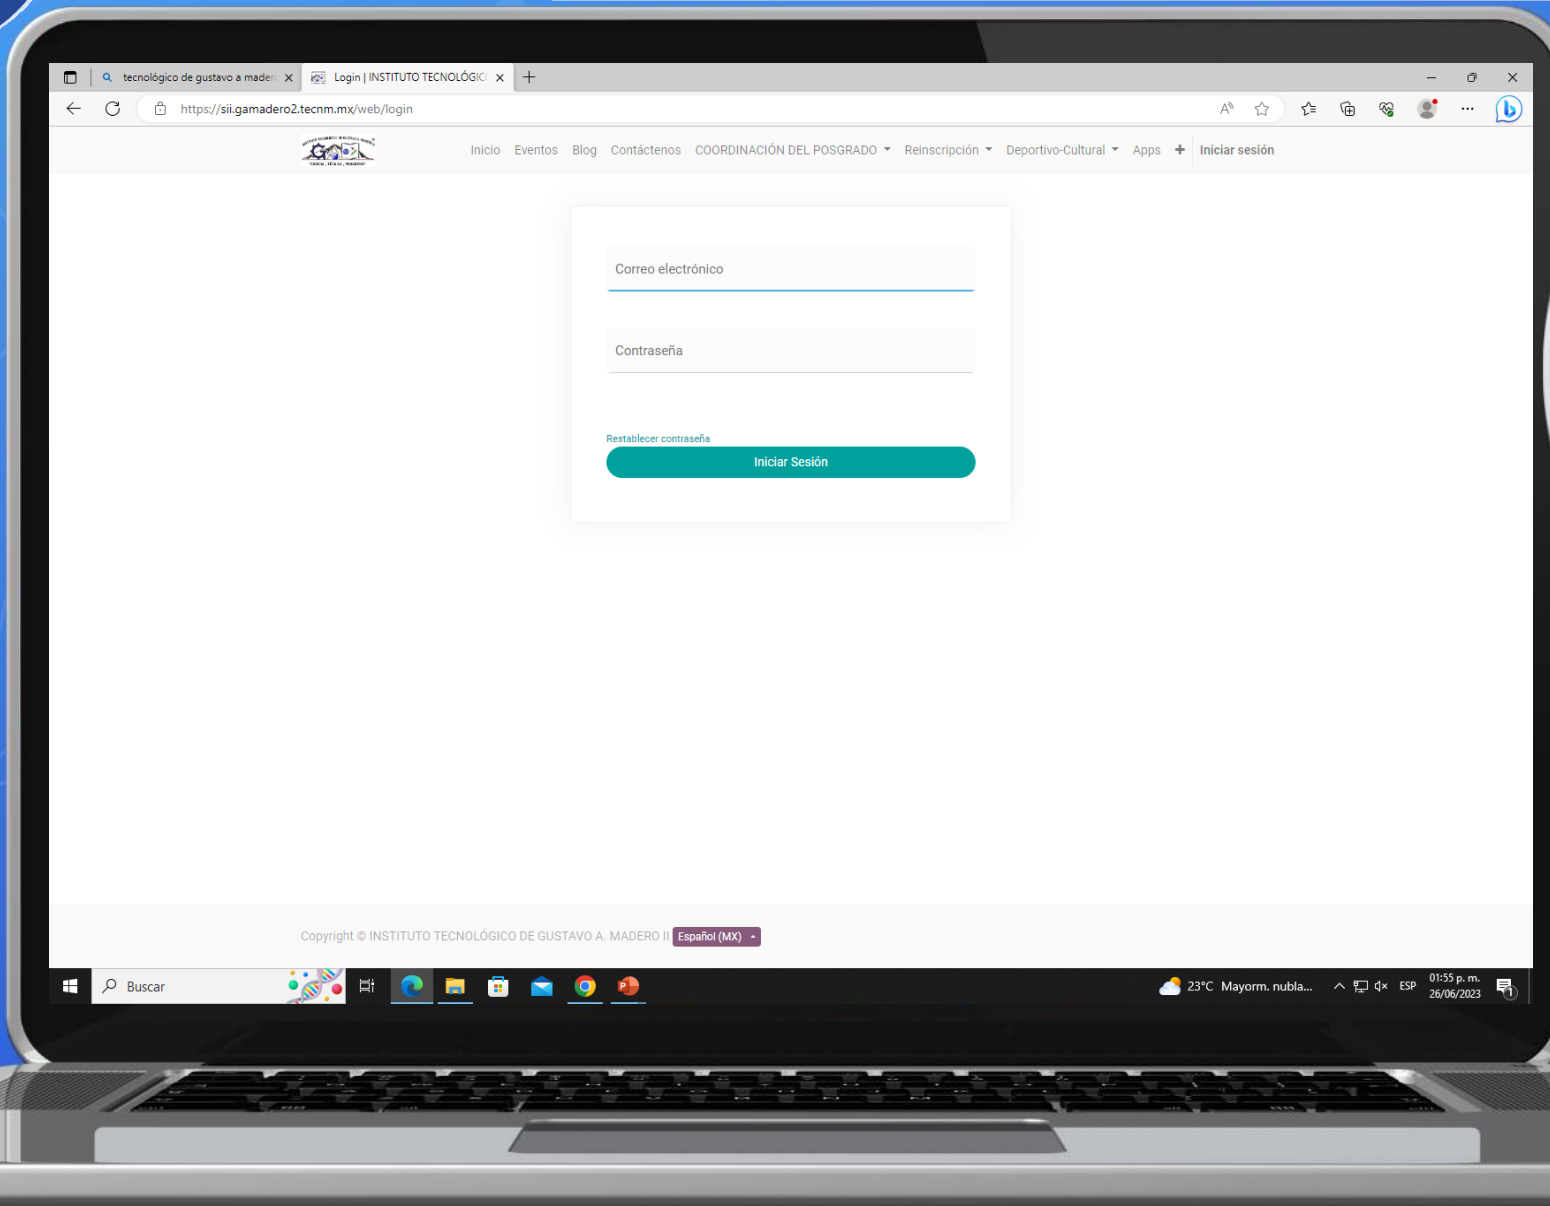 tecnológico de gustavo a mader
Login | INSTITUTO TECNOLÓGIC
https://sii.gamadero2.tecnm.mx/web/login
Inicio Eventos Blog Contáctenos COORDINACIÓN DEL POSGRADO Reinscripción Deportivo-Cultural Apps Iniciar sesión
Correo electrónico
Contraseña
Restablecer contraseña
Iniciar Sesión
Copyright © INSTITUTO TECNOLÓGICO DE GUSTAVO A. MADERO II Español (MX)
Buscar
23°C Mayorm. nubla...
ESP
01:55 p. m.
26/06/2023